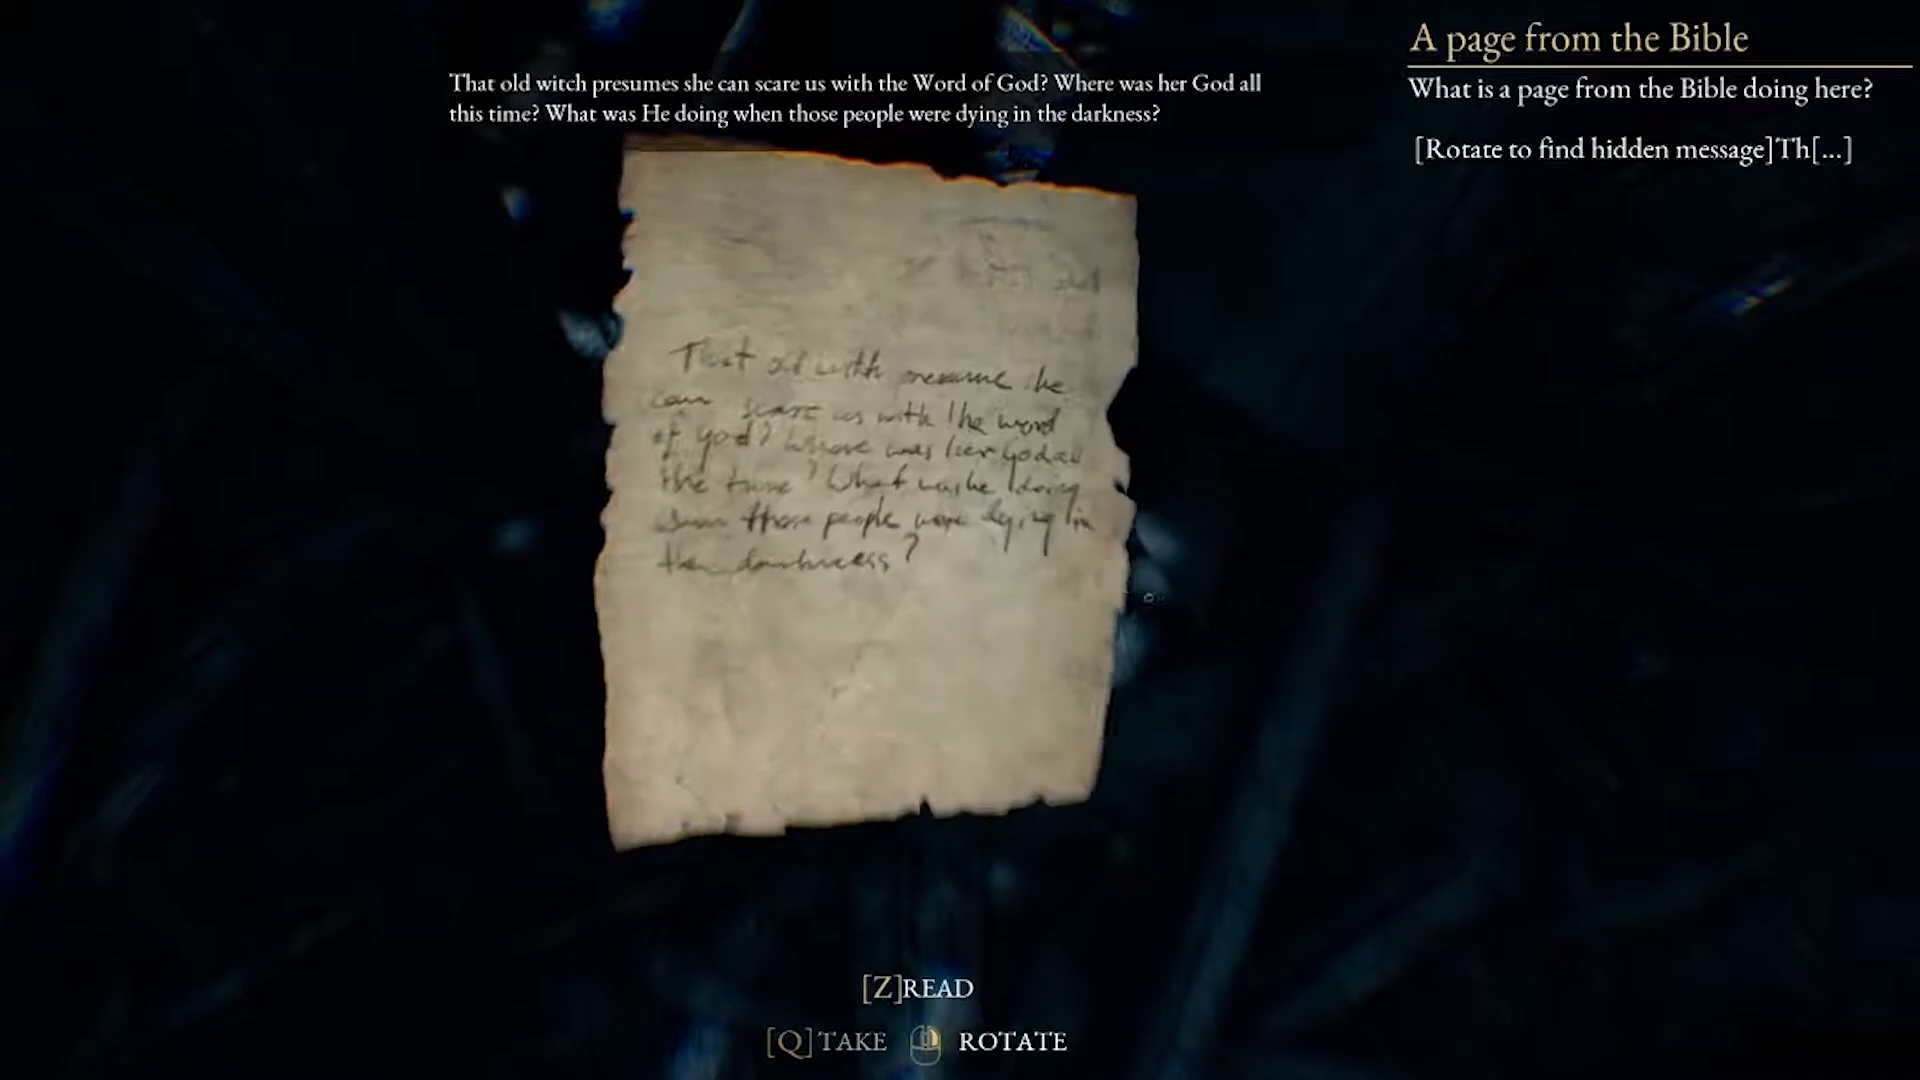 A page from the Bible
What is a page from the Bible doing here?
[Rotate to find hidden message]Th[...]
That old witch presumes she can scare us with the Word of God? Where was her God all
this time? What was He doing when those people were dying in the darkness?
That old witch presume she
can scare us with the word
of god? Where was her God all
the time? What was he doing
when those people were dying in
the darkness?
[Z]READ
[Q]TAKE ROTATE